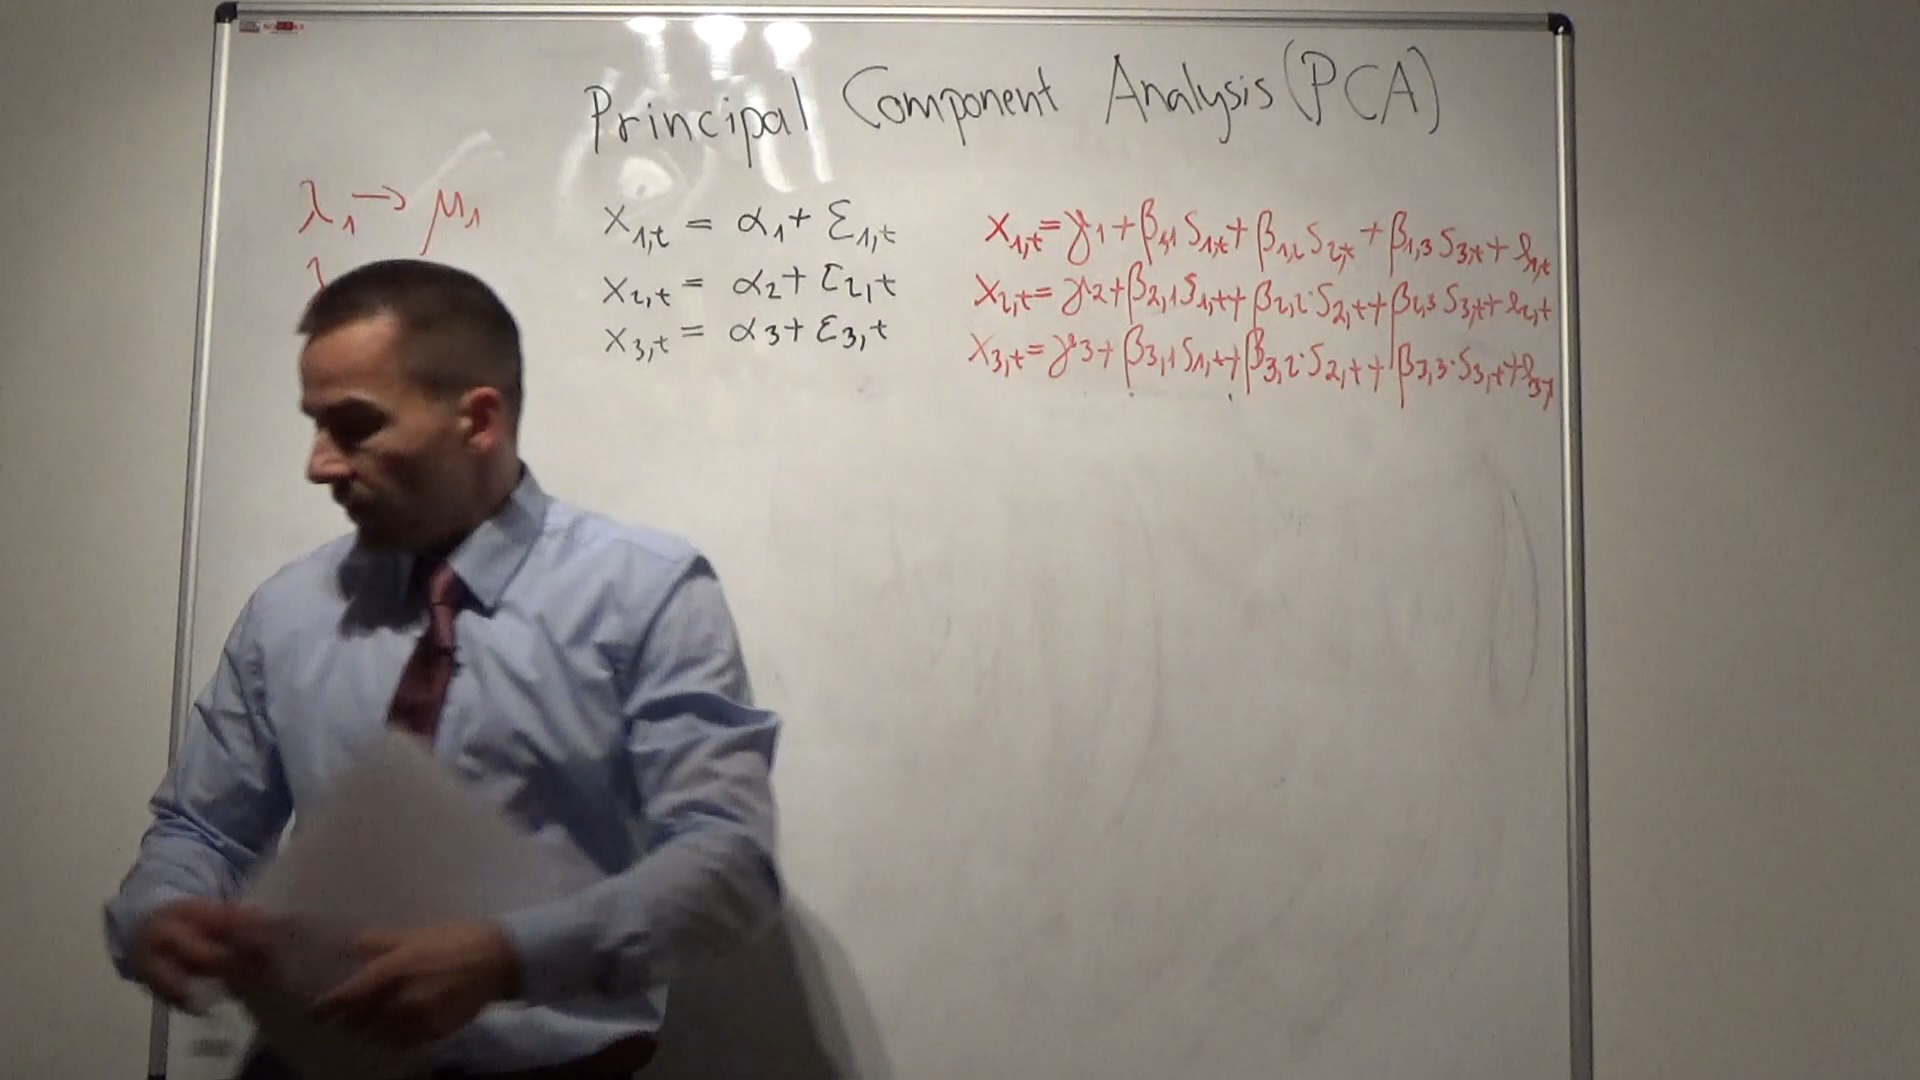 Principal Component Analysis (PCA)
λ₁ → μ₁
λ
X₁,t = α₁ + ε₁,t
X₂,t = α₂ + ε₂,t
X₃,t = α₃ + ε₃,t
X₁,t = γ₁ + β₁,₁ S₁,t + β₁,₂ S₂,t + β₁,₃ S₃,t +
X₂,t = γ₂ + β₂,₁ S₁,t + β₂,₂ · S₂,t + β₂,₃ S₃,t +
X₃,t = γ₃ + β₃,₁ S₁,t + β₃,₂ · S₂,t + β₃,₃ · S₃,t +